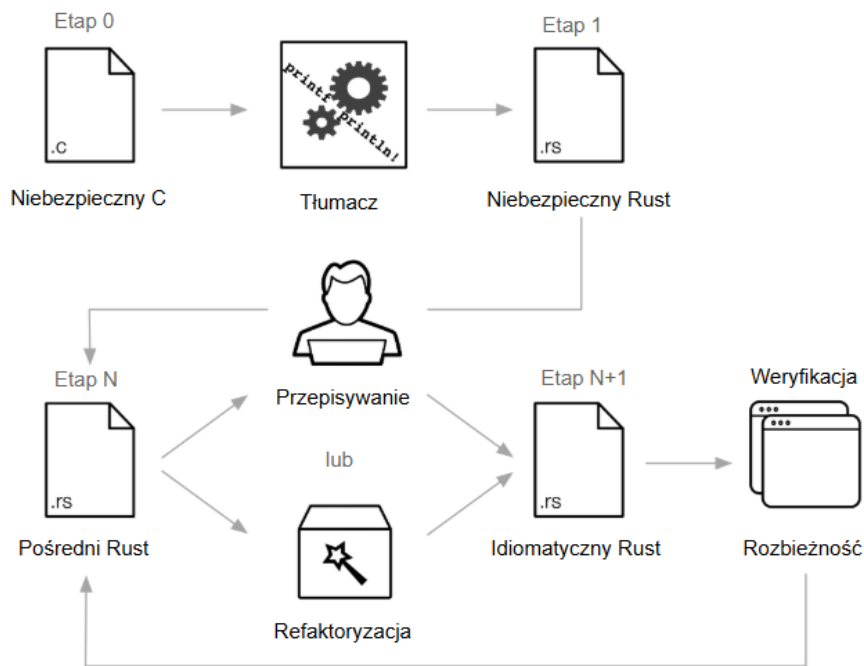 Etap 0
Etap 1
printf
println!
.c
.rs
Niebezpieczny C
Tłumacz
Niebezpieczny Rust
Etap N
Przepisywanie
Etap N+1
Weryfikacja
lub
.rs
.rs
Pośredni Rust
Idiomatyczny Rust
Rozbieżność
Refaktoryzacja